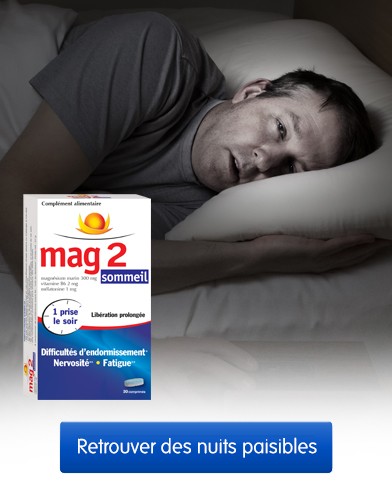 Complément alimentaire
mag 2
sommeil
magnésium marin 300 mg
vitamine B6 2 mg
mélatonine 1 mg
1 prise
le soir
Libération prolongée
Difficultés d'endormissement*
Nervosité** • Fatigue**
30 comprimés
mag 2
sommeil
Retrouver des nuits paisibles